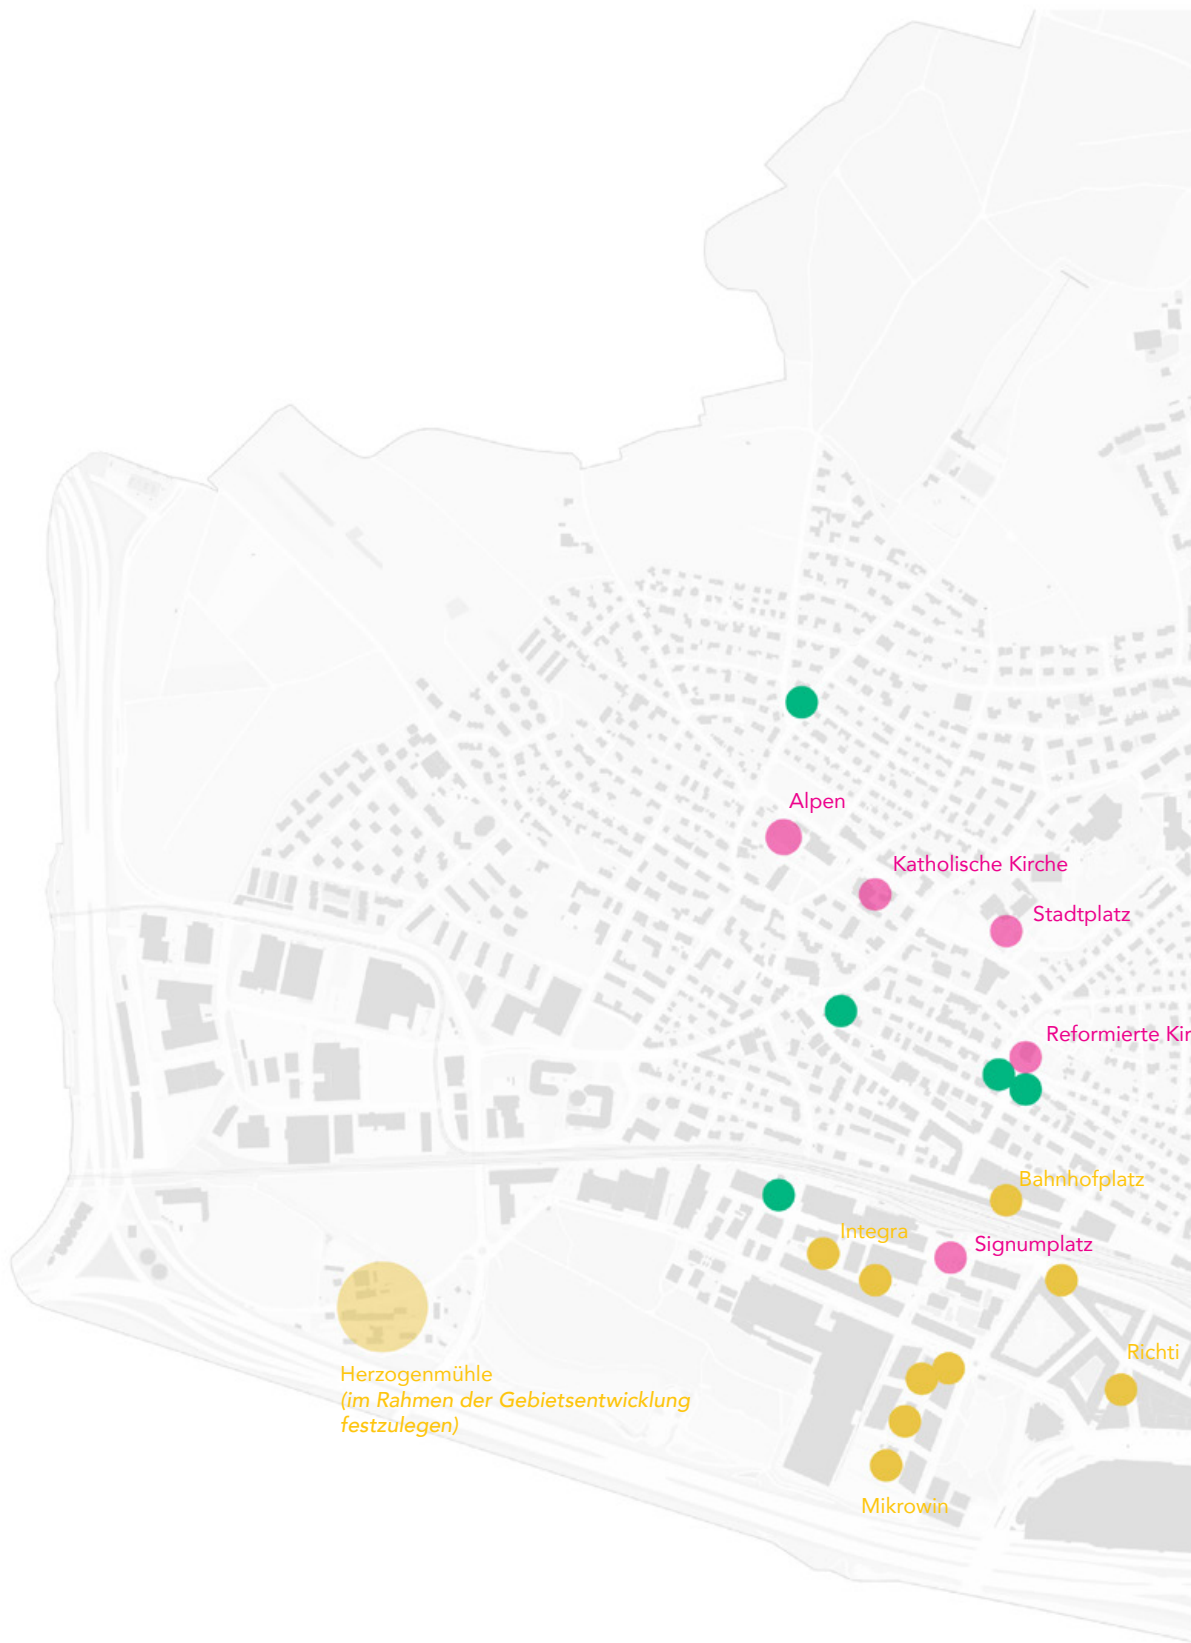 Alpen
Katholische Kirche
Stadtplatz
Reformierte Kir
Bahnhofplatz
Integra
Signumplatz
Richti
Herzogenmühle
(im Rahmen der Gebietsentwicklung
festzulegen)
Mikrowin